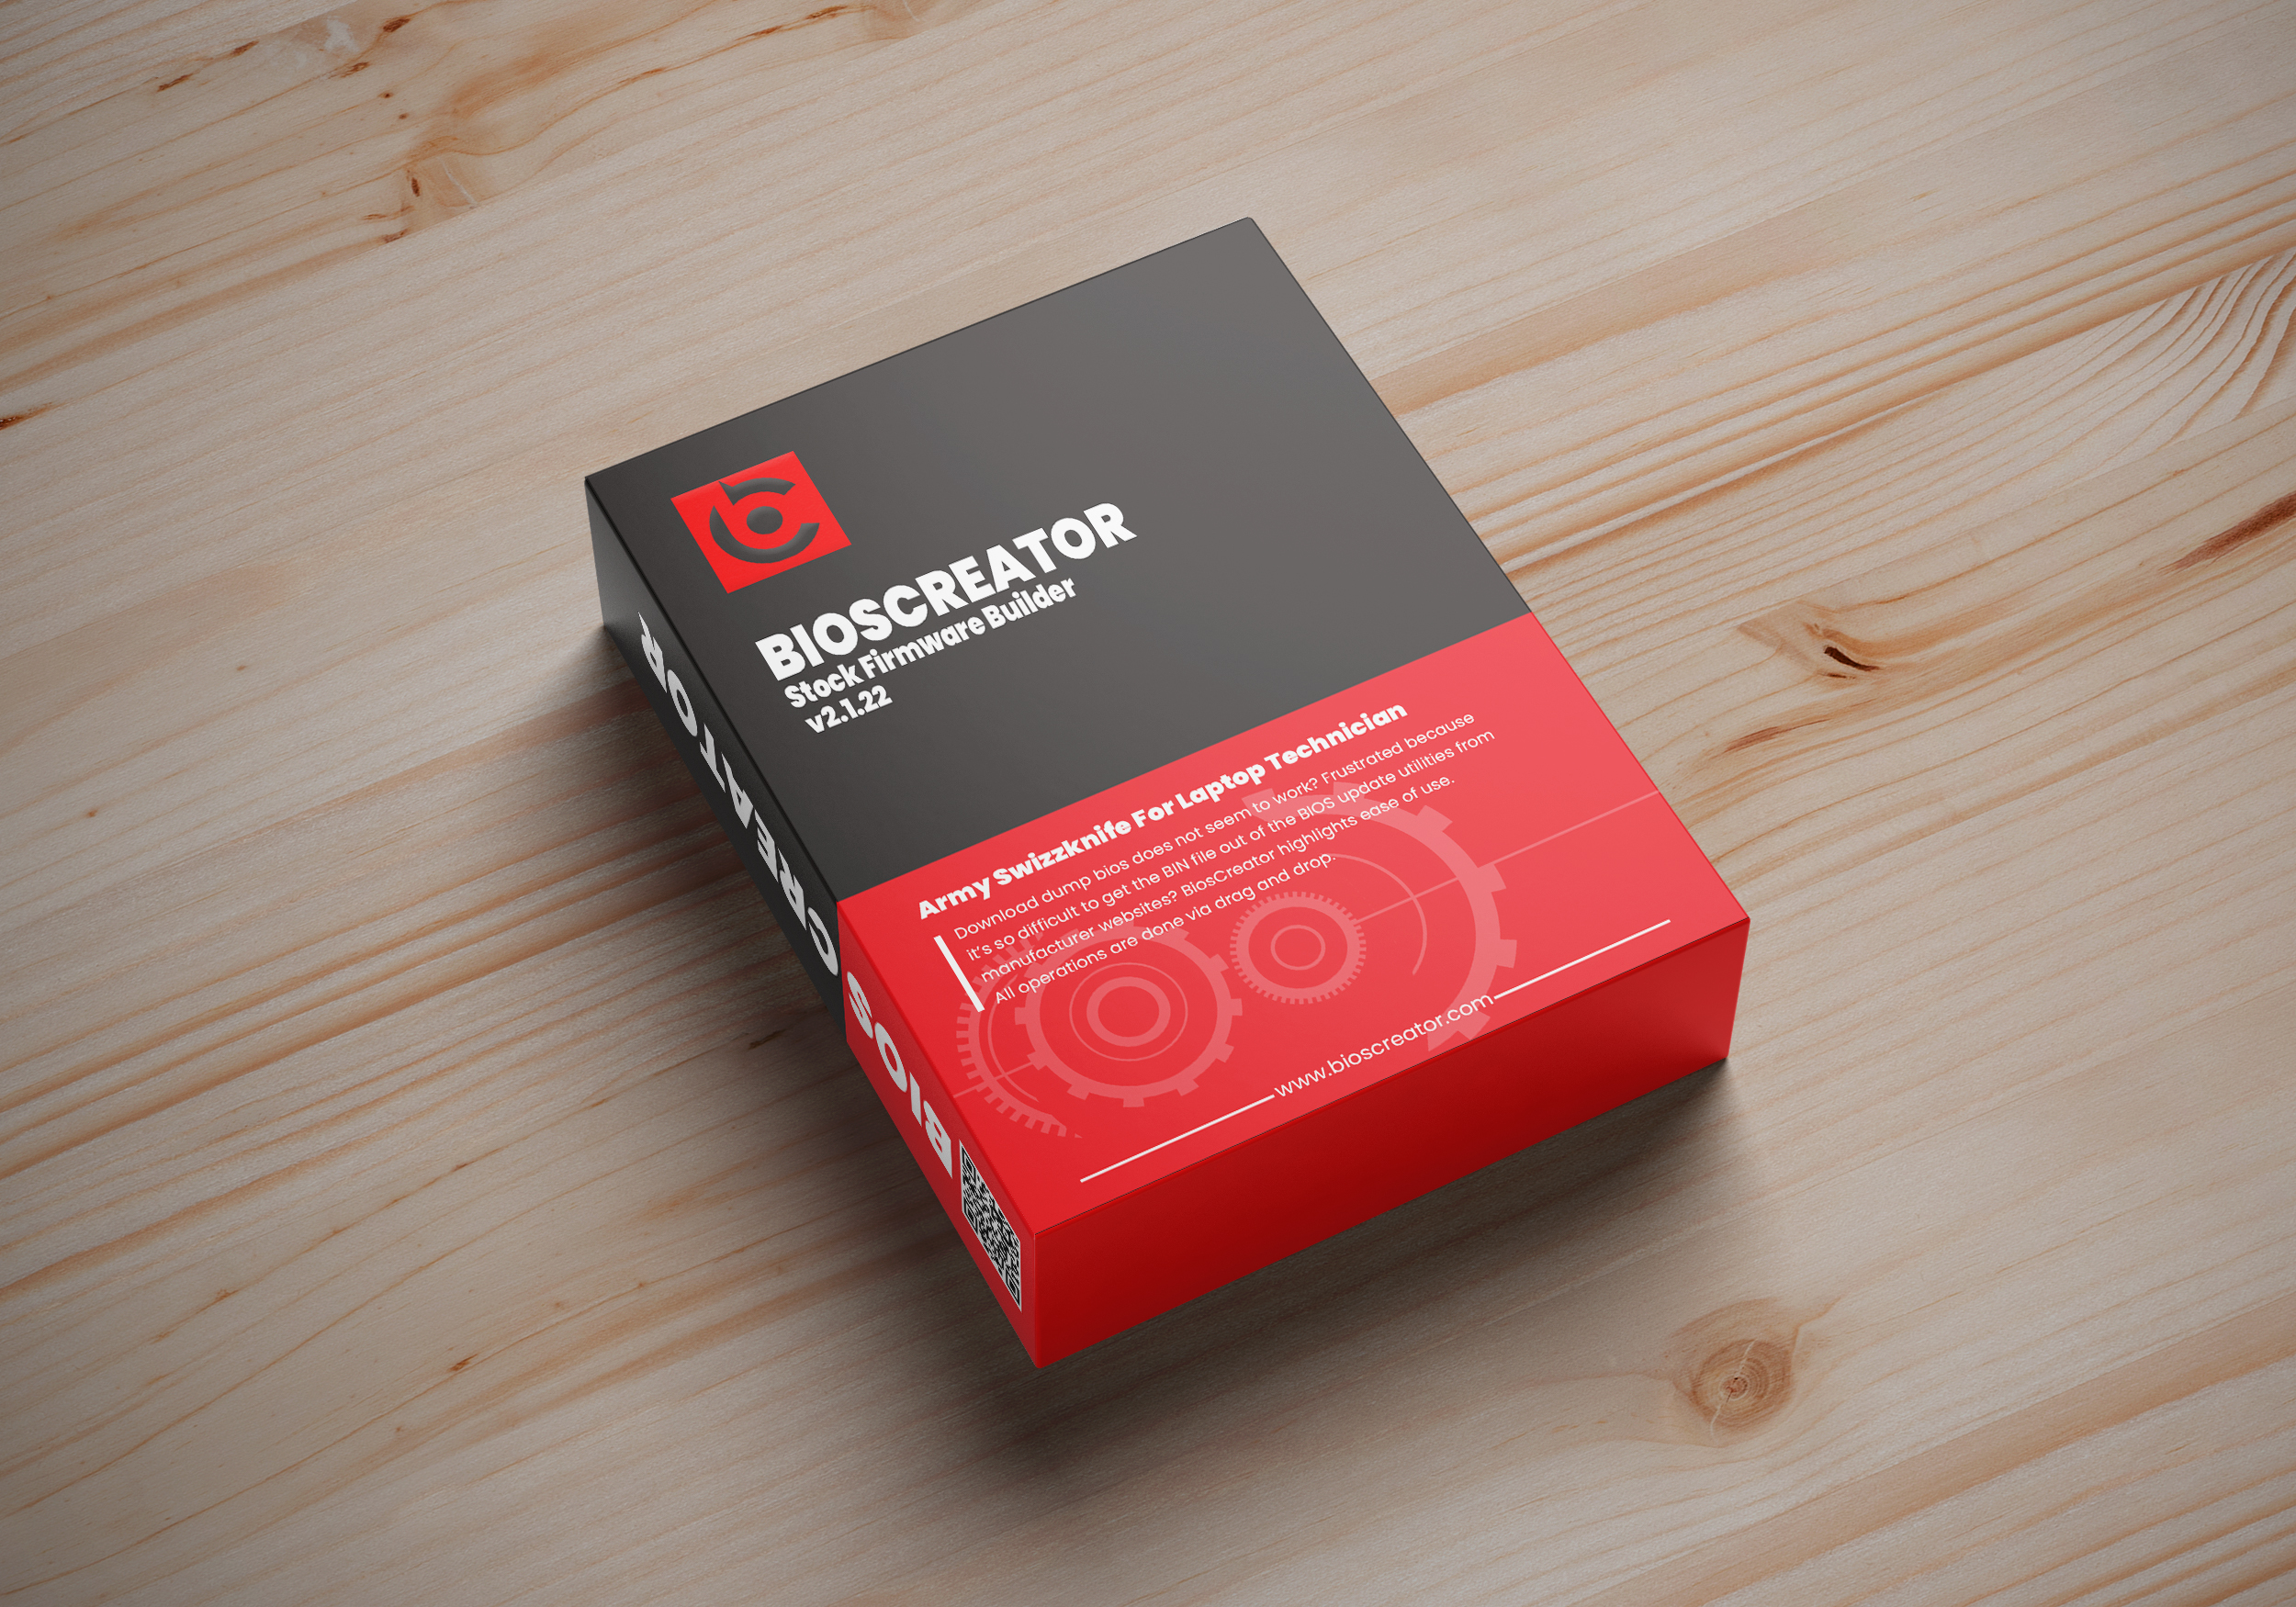 BIOSCREATOR
Stock Firmware Builder
v2.1.22
Army Swizzknife For Laptop Technician
Download dump bios does not seem to work? Frustrated because
it's so difficult to get the BIN file out of the BIOS update utilities from
manufacturer websites? BiosCreator highlights ease of use.
All operations are done via drag and drop.
www.bioscreator.com
BIOS CREATOR